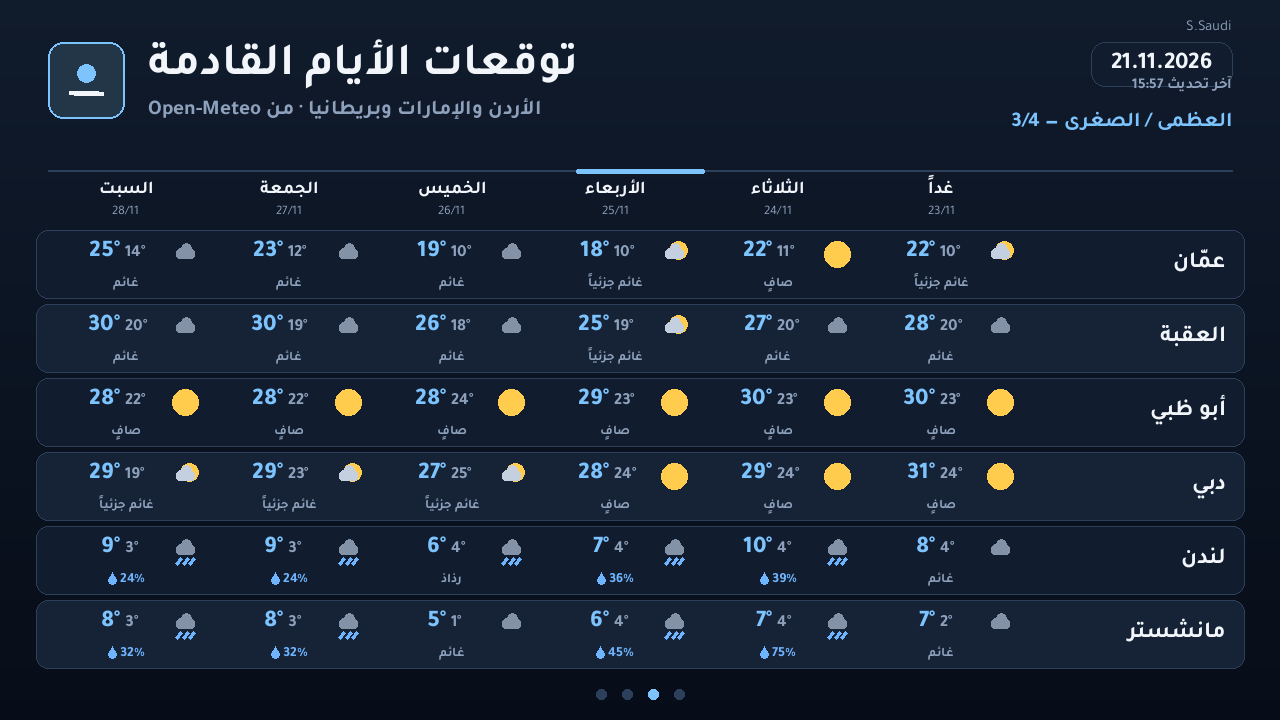 S.Saudi
توقعات الأيام القادمة
21.11.2026
آخر تحديث 15:57
الأردن والإمارات وبريطانيا · من Open-Meteo
العظمى / الصغرى — 3/4
غداً الثلاثاء الأربعاء الخميس الجمعة السبت
23/11 24/11 25/11 26/11 27/11 28/11
عمّان 22° 10° 22° 11° 18° 10° 19° 10° 23° 12° 25° 14°
غائم جزئياً صافٍ غائم جزئياً غائم غائم غائم
العقبة 28° 20° 27° 20° 25° 19° 26° 18° 30° 19° 30° 20°
غائم غائم غائم جزئياً غائم غائم غائم
أبو ظبي 30° 23° 30° 23° 29° 23° 28° 24° 28° 22° 28° 22°
صافٍ صافٍ صافٍ صافٍ صافٍ صافٍ
دبي 31° 24° 29° 24° 28° 24° 27° 25° 29° 23° 29° 19°
صافٍ صافٍ صافٍ غائم جزئياً غائم جزئياً غائم جزئياً
لندن 8° 4° 10° 4° 7° 4° 6° 4° 9° 3° 9° 3°
غائم 39% 36% رذاذ 24% 24%
مانشستر 7° 2° 7° 4° 6° 4° 5° 1° 8° 3° 8° 3°
غائم 75% 45% غائم 32% 32%